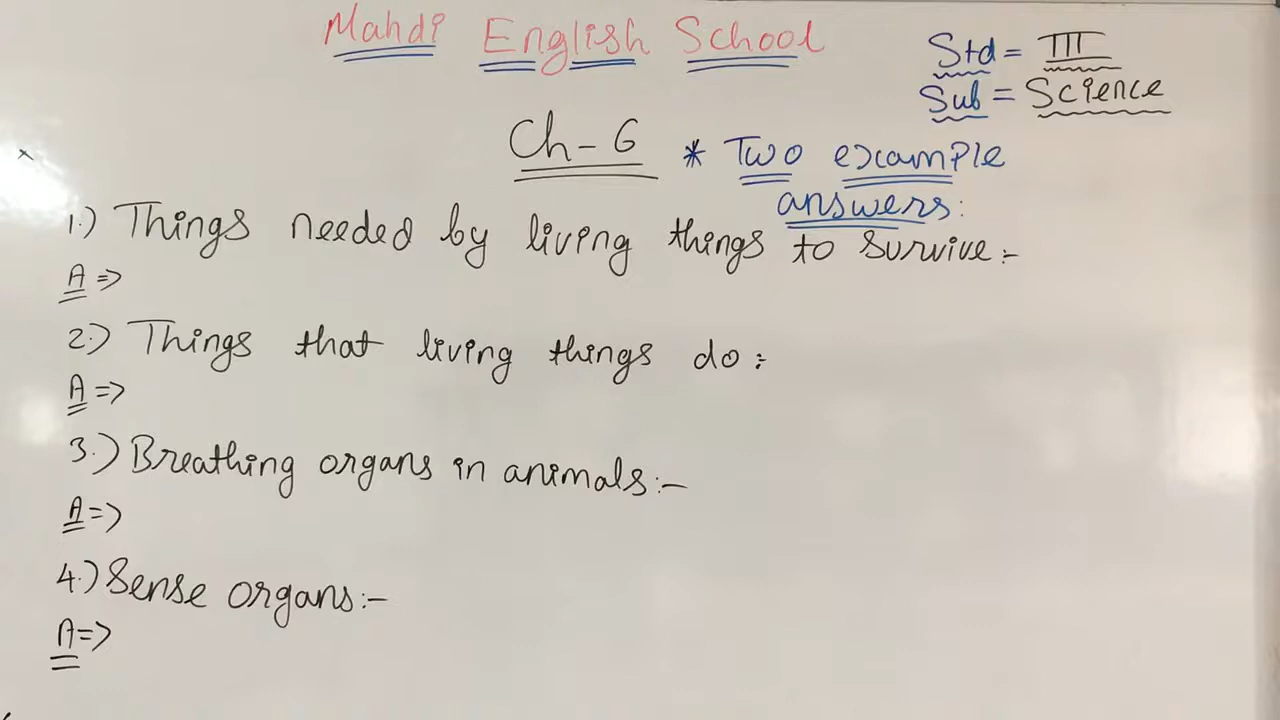 Mahdi English School
Std = III
Sub = Science
Ch-6 * Two example
answers:
1.) Things needed by living things to survive:-
A =>
2.) Things that living things do:
A =>
3.) Breathing organs in animals:-
A =>
4.) Sense organs:-
A =>